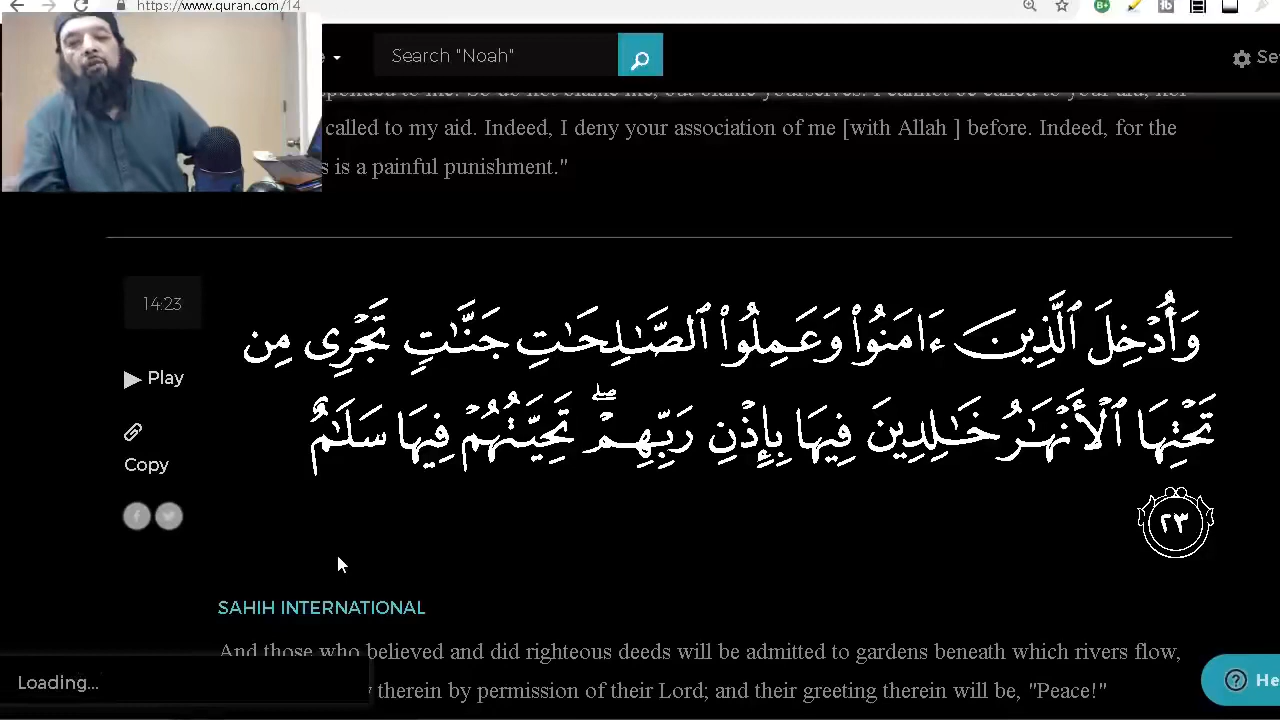 https://www.quran.com/14
Search "Noah"
called to my aid. Indeed, I deny your association of me [with Allah ] before. Indeed, for the
is a painful punishment."
14:23
وَأُدْخِلَ ٱلَّذِينَ ءَامَنُوا۟ وَعَمِلُوا۟ ٱلصَّـٰلِحَـٰتِ جَنَّـٰتٍ تَجْرِى مِن
تَحْتِهَا ٱلْأَنْهَـٰرُ خَـٰلِدِينَ فِيهَا بِإِذْنِ رَبِّهِمْ ۖ تَحِيَّتُهُمْ فِيهَا سَلَـٰمٌ
٢٣
Play
Copy
SAHIH INTERNATIONAL
And those who believed and did righteous deeds will be admitted to gardens beneath which rivers flow,
therein by permission of their Lord; and their greeting therein will be, "Peace!"
Loading...